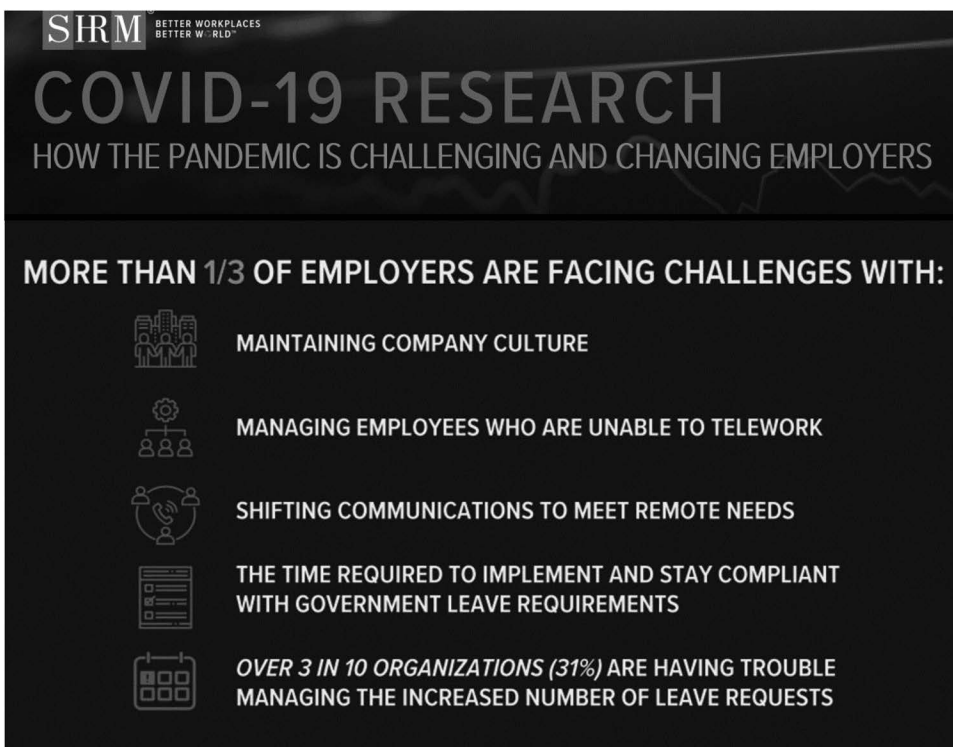 SHRM® BETTER WORKPLACES
BETTER WORLD™
COVID-19 RESEARCH
HOW THE PANDEMIC IS CHALLENGING AND CHANGING EMPLOYERS
MORE THAN 1/3 OF EMPLOYERS ARE FACING CHALLENGES WITH:
MAINTAINING COMPANY CULTURE
MANAGING EMPLOYEES WHO ARE UNABLE TO TELEWORK
SHIFTING COMMUNICATIONS TO MEET REMOTE NEEDS
THE TIME REQUIRED TO IMPLEMENT AND STAY COMPLIANT
WITH GOVERNMENT LEAVE REQUIREMENTS
OVER 3 IN 10 ORGANIZATIONS (31%) ARE HAVING TROUBLE
MANAGING THE INCREASED NUMBER OF LEAVE REQUESTS